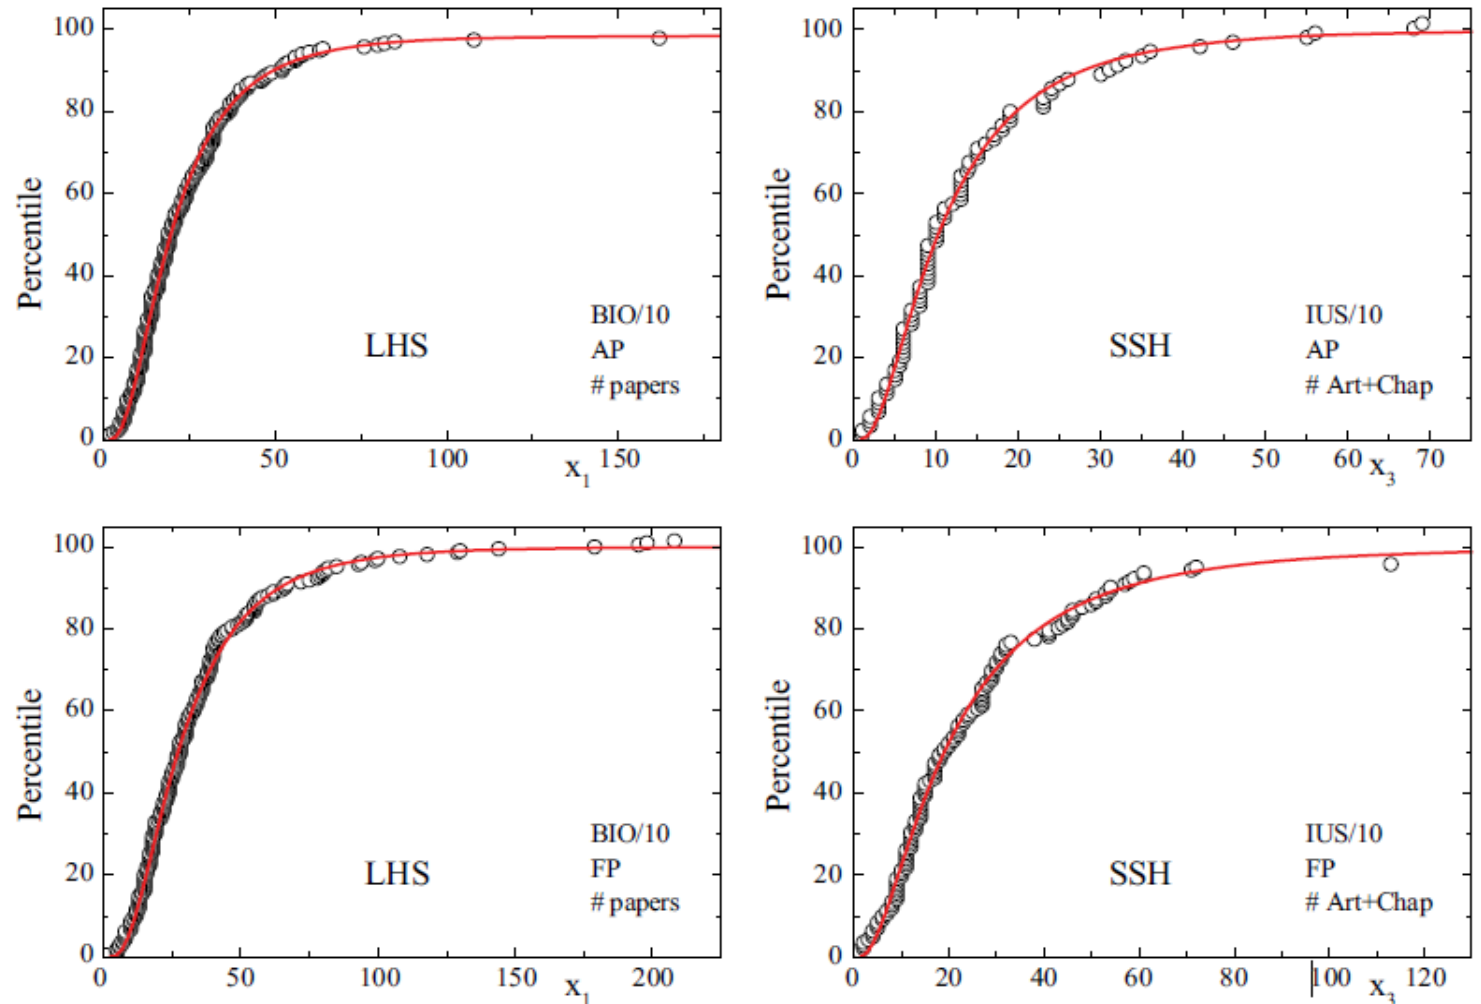 100
80
60
40
20
0
Percentile
LHS
BIO/10
AP
# papers
0 50 100 150
x1
100
80
60
40
20
0
Percentile
SSH
IUS/10
AP
# Art+Chap
0 10 20 30 40 50 60 70
x3
100
80
60
40
20
0
Percentile
LHS
BIO/10
FP
# papers
0 50 100 150 200
x1
100
80
60
40
20
0
Percentile
SSH
IUS/10
FP
# Art+Chap
0 20 40 60 80 100 120
x3